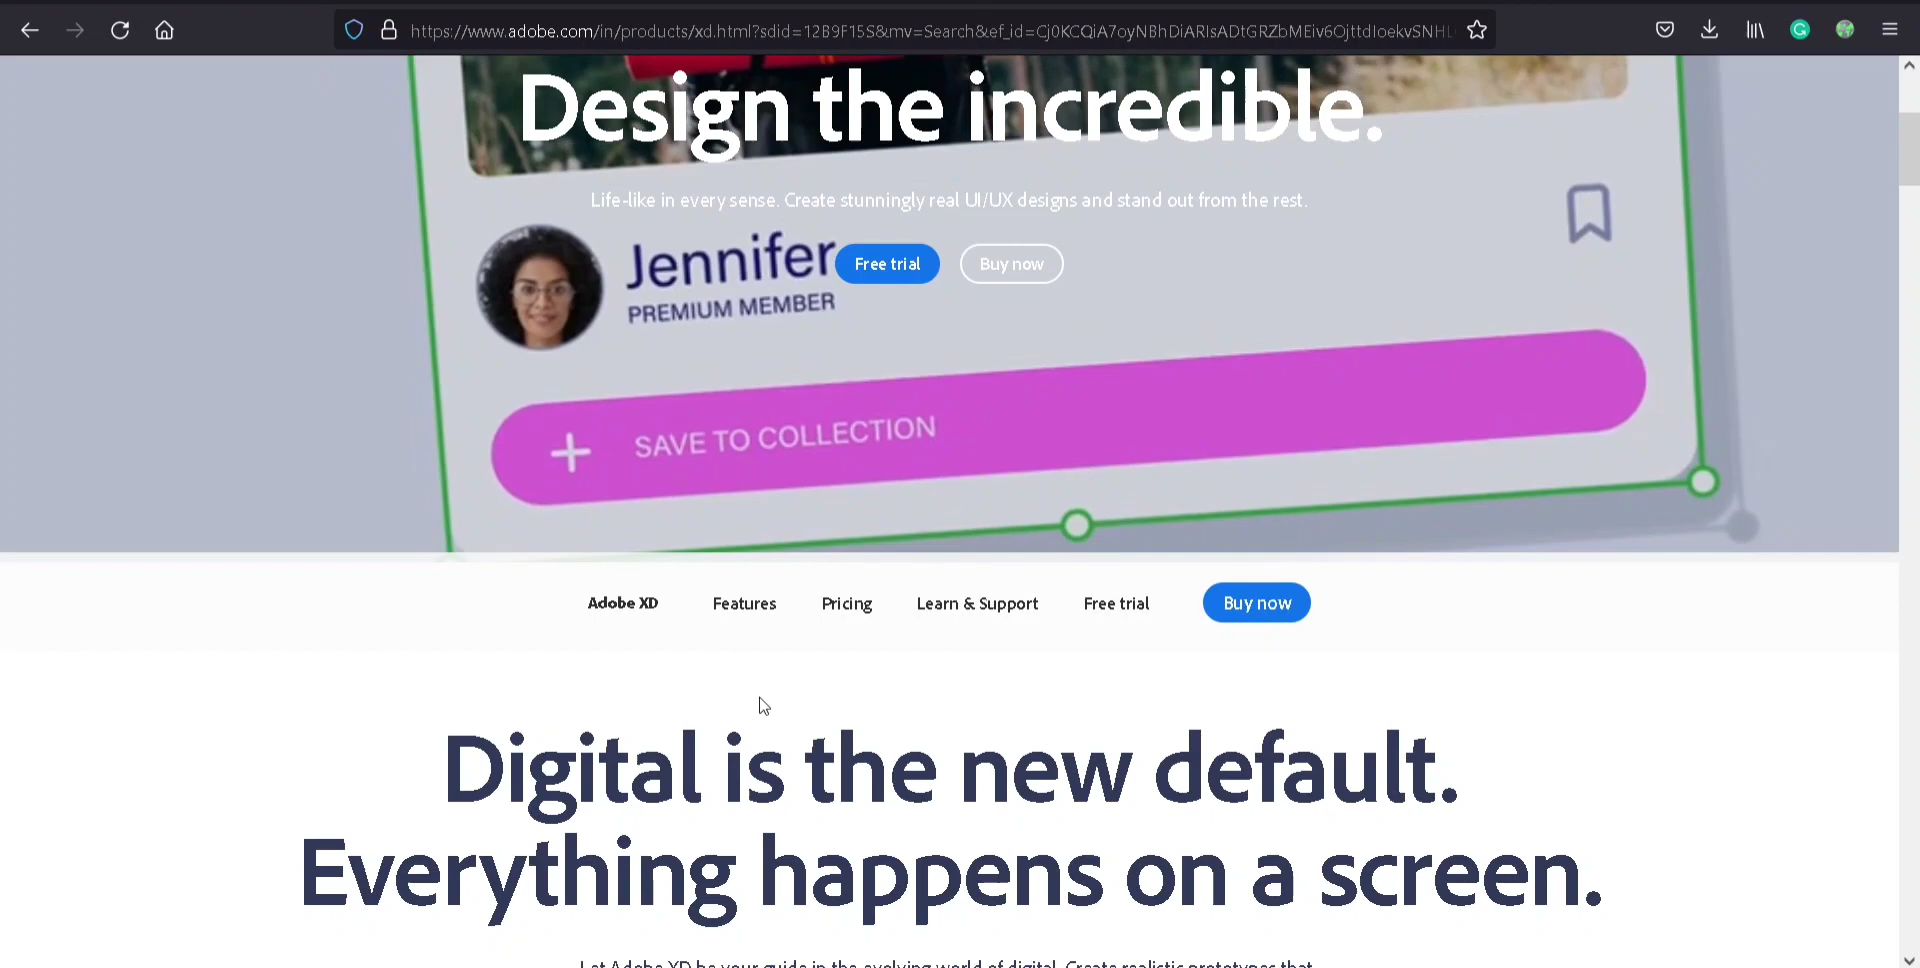 https://www.adobe.com/in/products/xd.html?sdid=12B9F15S&mv=Search&ef_id=Cj0KCQiA7oyNBhDiARIsADtGRZbMEiv6OjttdIoekvSNHL
Design the incredible.
Life-like in every sense. Create stunningly real UI/UX designs and stand out from the rest.
Jennifer
PREMIUM MEMBER
Free trial
Buy now
SAVE TO COLLECTION
Adobe XD Features Pricing Learn & Support Free trial Buy now
Digital is the new default.
Everything happens on a screen.
Let Adobe XD be your guide in the evolving world of digital. Create realistic prototypes that